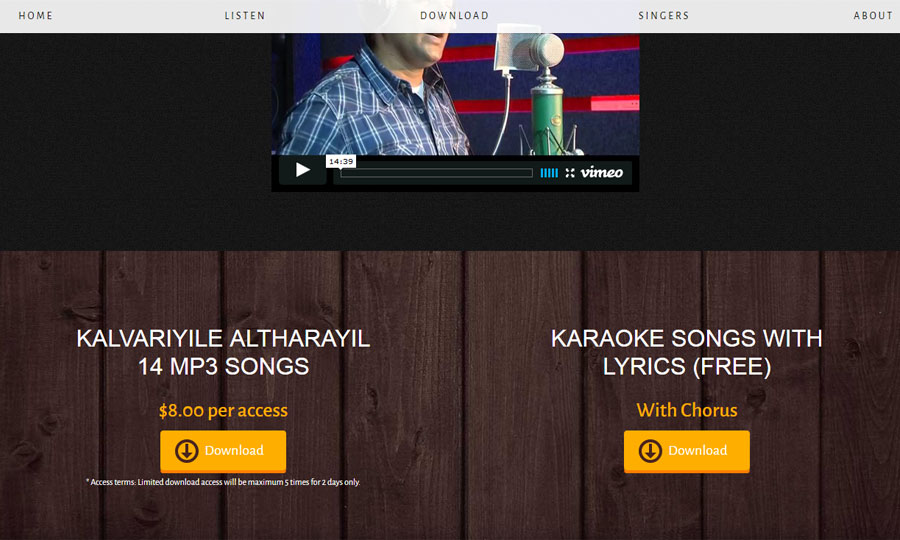 HOME LISTEN DOWNLOAD SINGERS ABOUT
14:39
vimeo
KALVARIYILE ALTHARAYIL
14 MP3 SONGS
$8.00 per access
Download
* Access terms: Limited download access will be maximum 5 times for 2 days only.
KARAOKE SONGS WITH
LYRICS (FREE)
With Chorus
Download